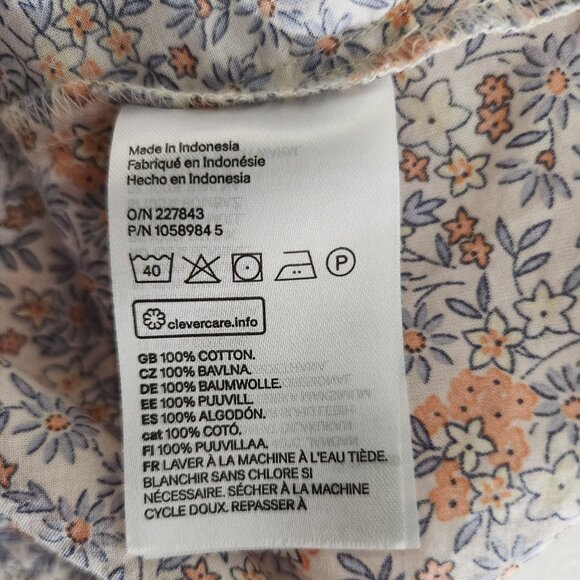 Made in Indonesia
Fabriqué en Indonésie
Hecho en Indonesia
O/N 227843
P/N 1058984 5
40 P
clevercare.info
GB 100% COTTON.
CZ 100% BAVLNA.
DE 100% BAUMWOLLE.
EE 100% PUUVILL.
ES 100% ALGODÓN.
cat 100% COTÓ.
FI 100% PUUVILLAA.
FR LAVER À LA MACHINE À L'EAU TIÈDE.
BLANCHIR SANS CHLORE SI
NÉCESSAIRE. SÉCHER À LA MACHINE
CYCLE DOUX. REPASSER À